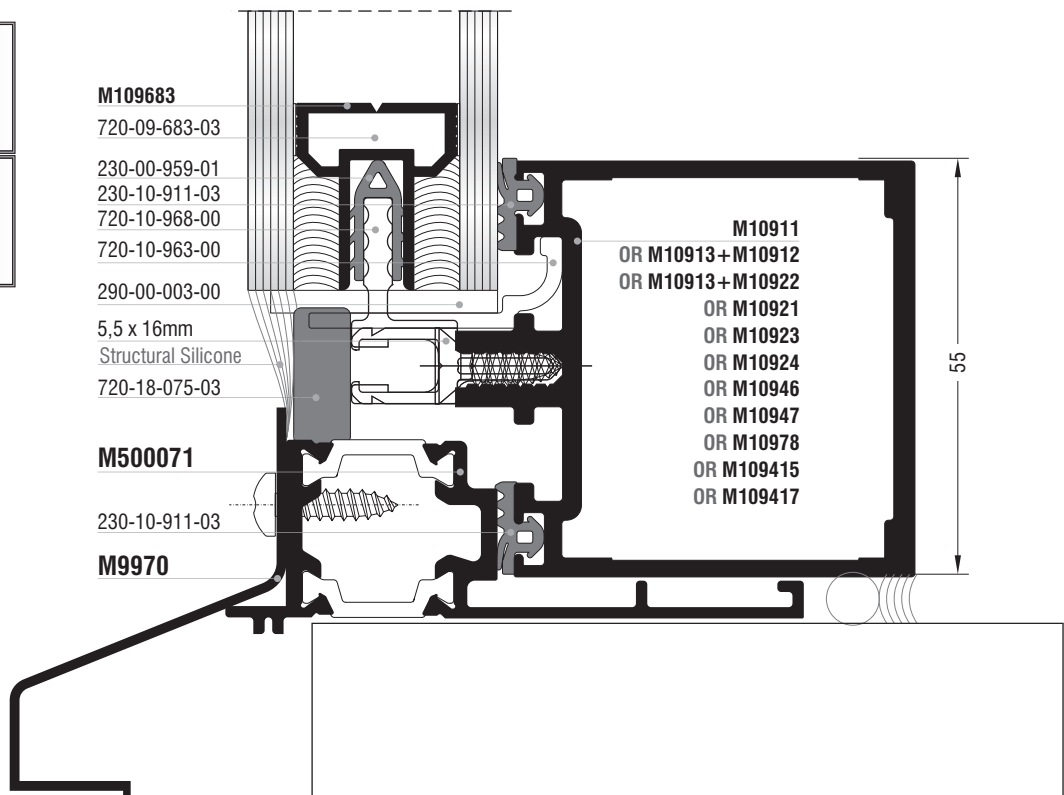 M109683
720-09-683-03
230-00-959-01
230-10-911-03
720-10-968-00
720-10-963-00
290-00-003-00
5,5 x 16mm
Structural Silicone
720-18-075-03
M500071
230-10-911-03
M9970
M10911
OR M10913+M10912
OR M10913+M10922
OR M10921
OR M10923
OR M10924
OR M10946
OR M10947
OR M10978
OR M109415
OR M109417
55